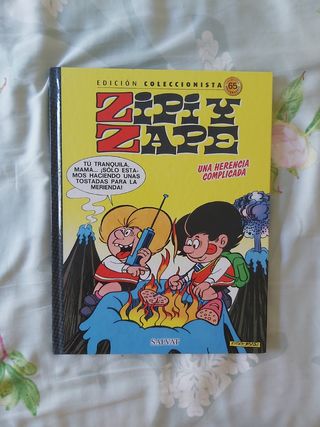 EDICIÓN COLECCIONISTA
65
ZIPI Y
ZAPE
UNA HERENCIA
COMPLICADA
TÚ TRANQUILA,
MAMÁ... ¡SÓLO ESTA-
MOS HACIENDO UNAS
TOSTADAS PARA LA
MERIENDA!
SALVAT